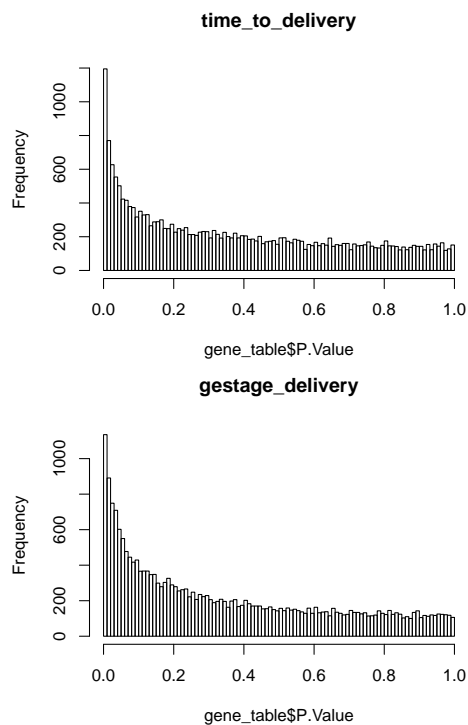 time_to_delivery
Frequency
1000
600
200
0
0.0 0.2 0.4 0.6 0.8 1.0
gene_table$P.Value
gestage_delivery
Frequency
1000
600
200
0
0.0 0.2 0.4 0.6 0.8 1.0
gene_table$P.Value